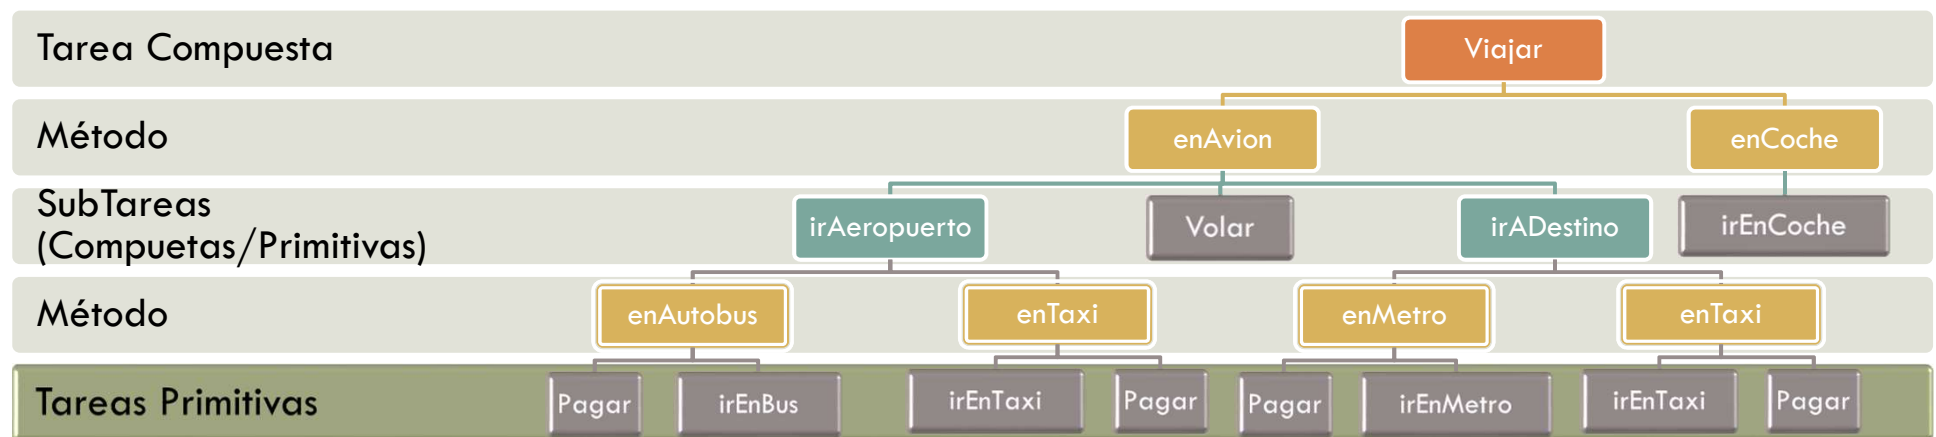 Tarea Compuesta
Viajar
Método
enAvion
enCoche
SubTareas
(Compuetas/Primitivas)
irAeropuerto
Volar
irADestino
irEnCoche
Método
enAutobus
enTaxi
enMetro
enTaxi
Tareas Primitivas
Pagar
irEnBus
irEnTaxi
Pagar
Pagar
irEnMetro
irEnTaxi
Pagar